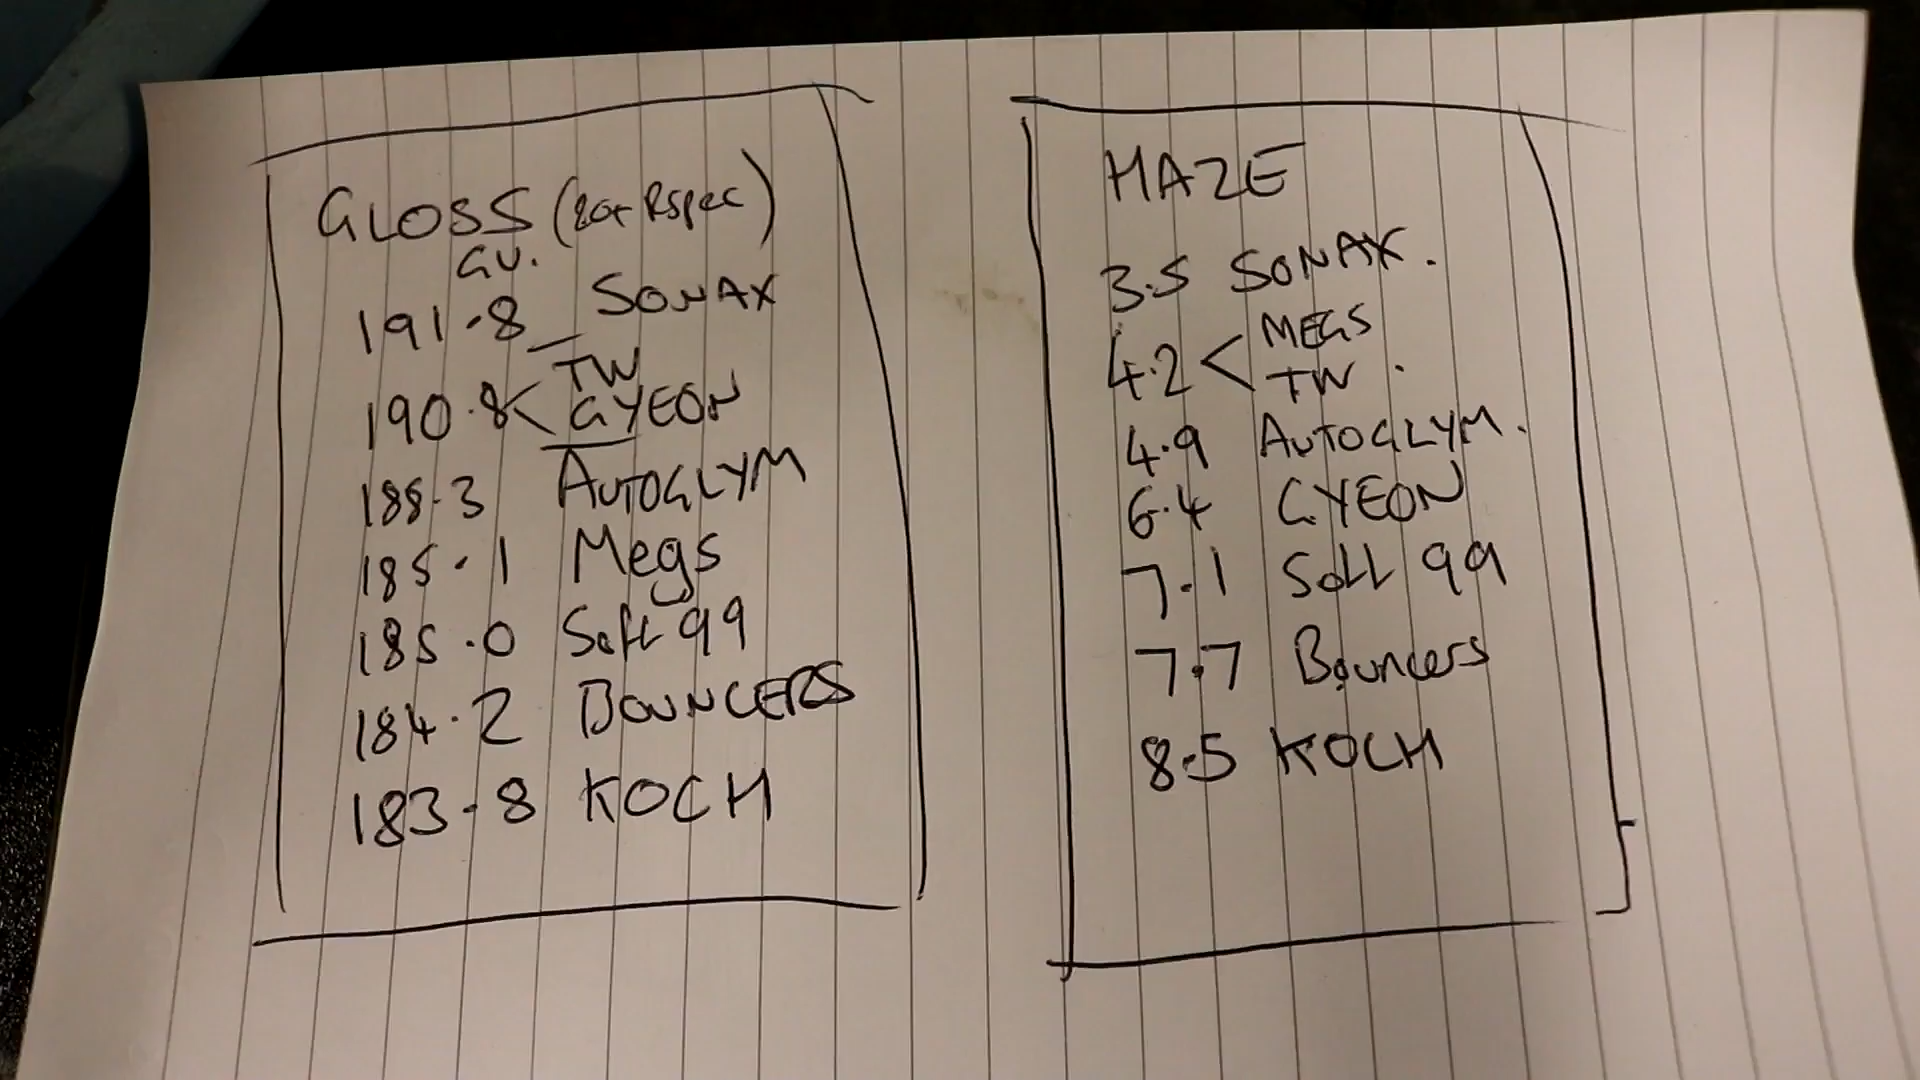 GLOSS (20+ Rspec)
GU.
191.8 SONAX
190.8 < TW
GYEON
188.3 AUTOGLYM
185.1 Megs
185.0 Soft 99
184.2 BOUNCERS
183.8 KOCH
HAZE
3.5 SONAX.
4.2 < MEGS
TW.
4.9 AUTOGLYM.
6.4 GYEON
7.1 Soft 99
7.7 Bouncers
8.5 KOCH